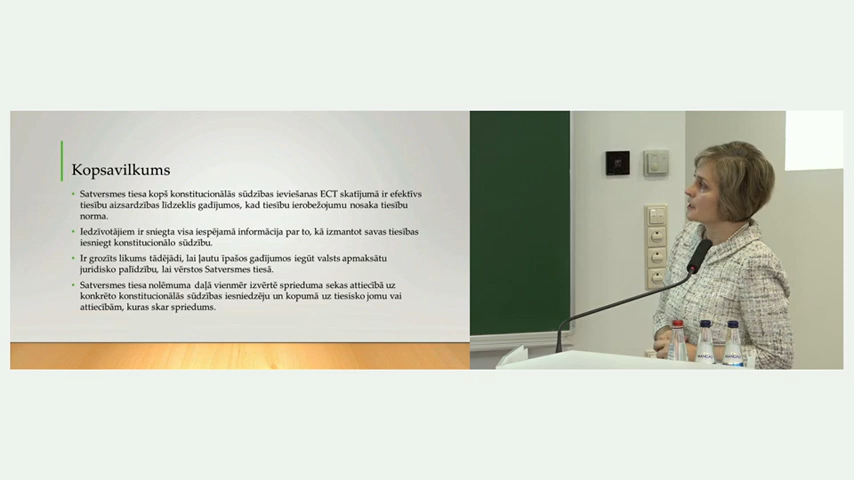 Kopsavilkums
• Satversmes tiesa kopš konstitucionālās sūdzības ieviešanas ECT skatījumā ir efektīvs
tiesību aizsardzības līdzeklis gadījumos, kad tiesību ierobežojumu nosaka tiesību
norma.
• Iedzīvotājiem ir sniegta visa iespējamā informācija par to, kā izmantot savas tiesības
iesniegt konstitucionālo sūdzību.
• Ir grozīts likums tādējādi, lai ļautu īpašos gadījumos iegūt valsts apmaksātu
juridisko palīdzību, lai vērstos Satversmes tiesā.
• Satversmes tiesa nolēmuma daļā vienmēr izvērtē sprieduma sekas attiecībā uz
konkrēto konstitucionālās sūdzības iesniedzēju un kopumā uz tiesisko jomu vai
attiecībām, kuras skar spriedums.